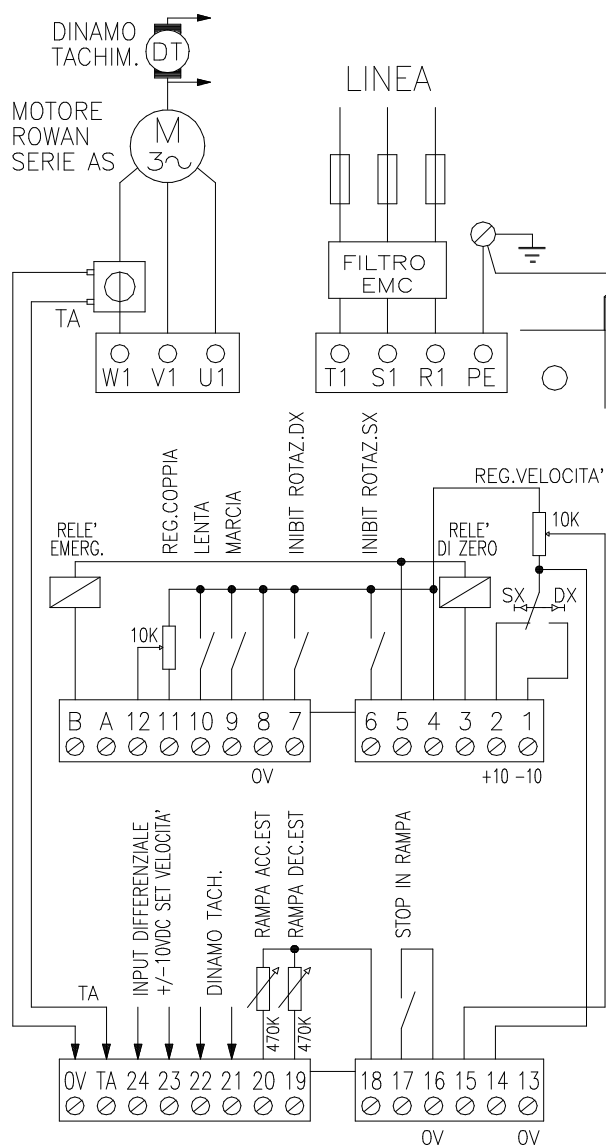 DINAMO
TACHIM.
DT
LINEA
MOTORE
ROWAN
SERIE AS
M
3~
FILTRO
EMC
TA
W1 V1 U1
T1 S1 R1 PE
REG.COPPIA
LENTA
MARCIA
INIBIT ROTAZ.DX
INIBIT ROTAZ.SX
REG.VELOCITA'
10K
RELE'
EMERG.
RELE'
DI ZERO
SX DX
10K
B A 12 11 10 9 8 7
6 5 4 3 2 1
0V
+10 -10
INPUT DIFFERENZIALE
+/-10VDC SET VELOCITA'
DINAMO TACH.
RAMPA ACC.EST
RAMPA DEC.EST
STOP IN RAMPA
TA
470K
470K
0V TA 24 23 22 21 20 19
18 17 16 15 14 13
0V
0V